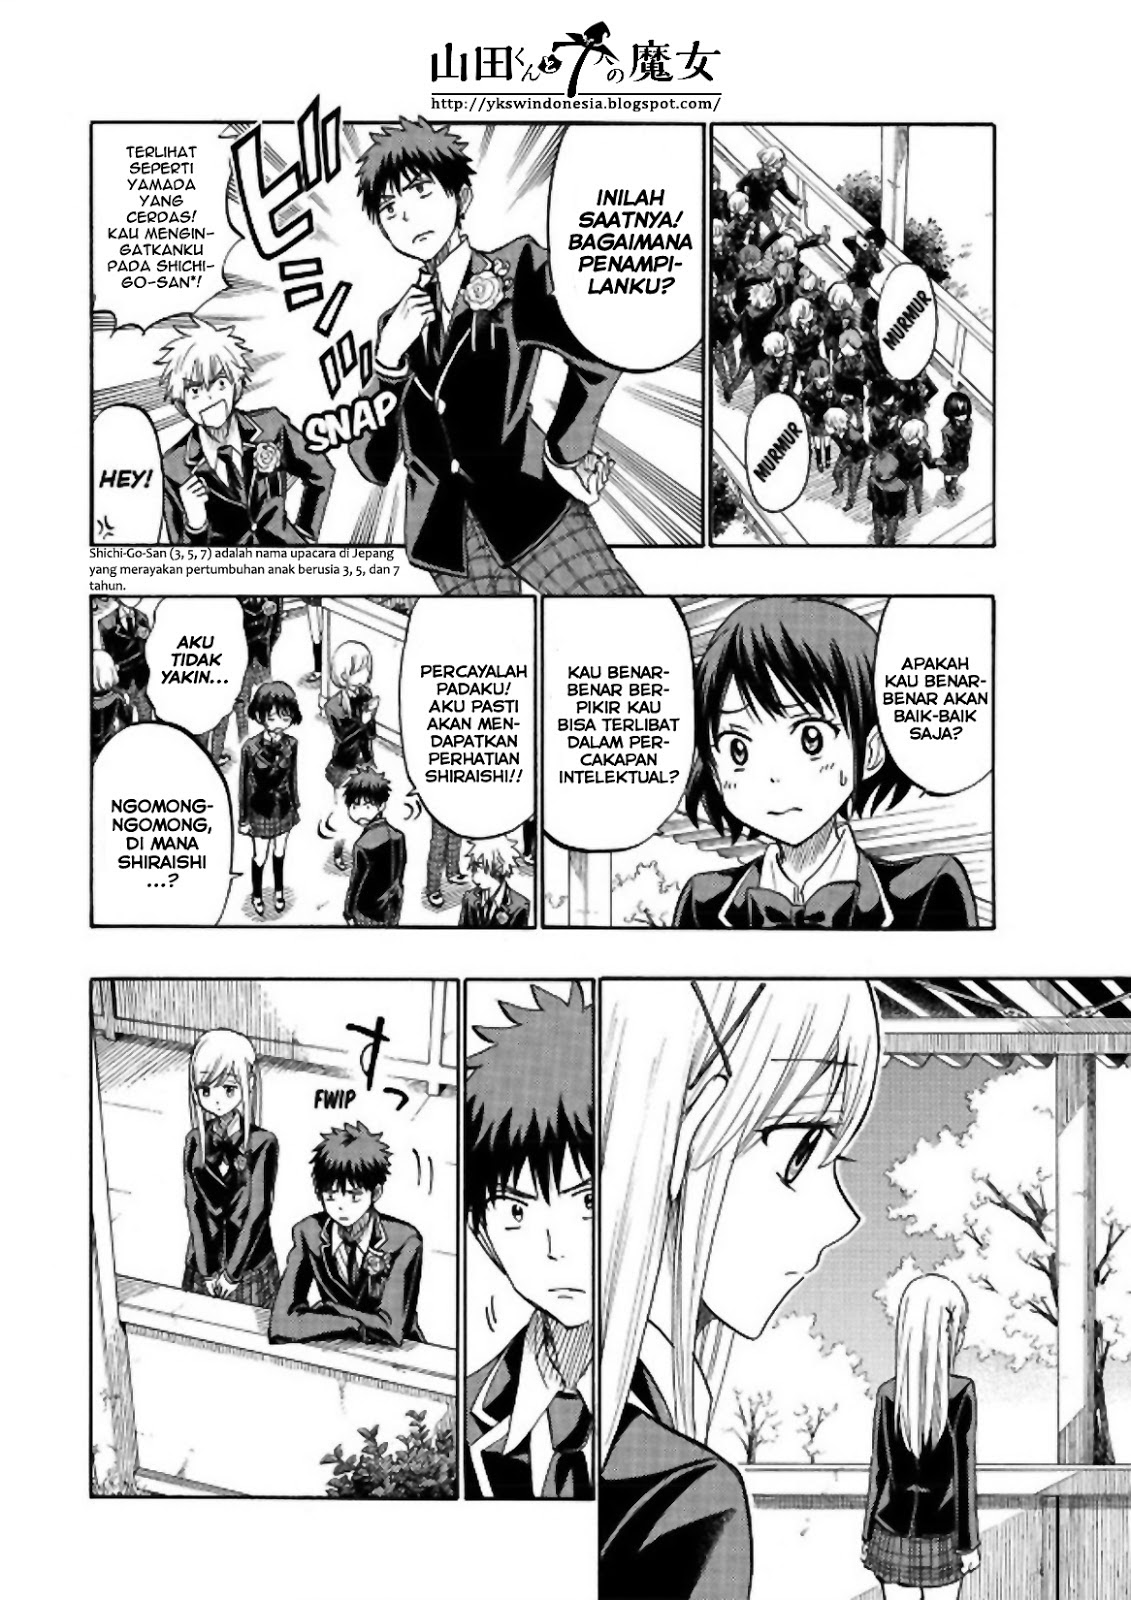 山田くんと7人の魔女
http://ykswindonesia.blogspot.com/
MURMUR
MURMUR
INILAH
SAATNYA!
BAGAIMANA
PENAMPI-
LANKU?
ビルーン
SNAP
TERLIHAT
SEPERTI
YAMADA
YANG
CERDAS!
KAU MENGIN-
GATKANKU
PADA SHICHI-
GO-SAN*!
HEY!
Shichi-Go-San (3, 5, 7) adalah nama upacara di Jepang
yang merayakan pertumbuhan anak berusia 3, 5, dan 7
tahun.
APAKAH
KAU BENAR-
BENAR AKAN
BAIK-BAIK
SAJA?
KAU BENAR-
BENAR BER-
PIKIR KAU
BISA TERLIBAT
DALAM PER-
CAKAPAN
INTELEKTUAL?
PERCAYALAH
PADAKU!
AKU PASTI
AKAN MEN-
DAPATKAN
PERHATIAN
SHIRAISHI!!
AKU
TIDAK
YAKIN...
NGOMONG-
NGOMONG,
DI MANA
SHIRAISHI
...?
すっ
FWIP